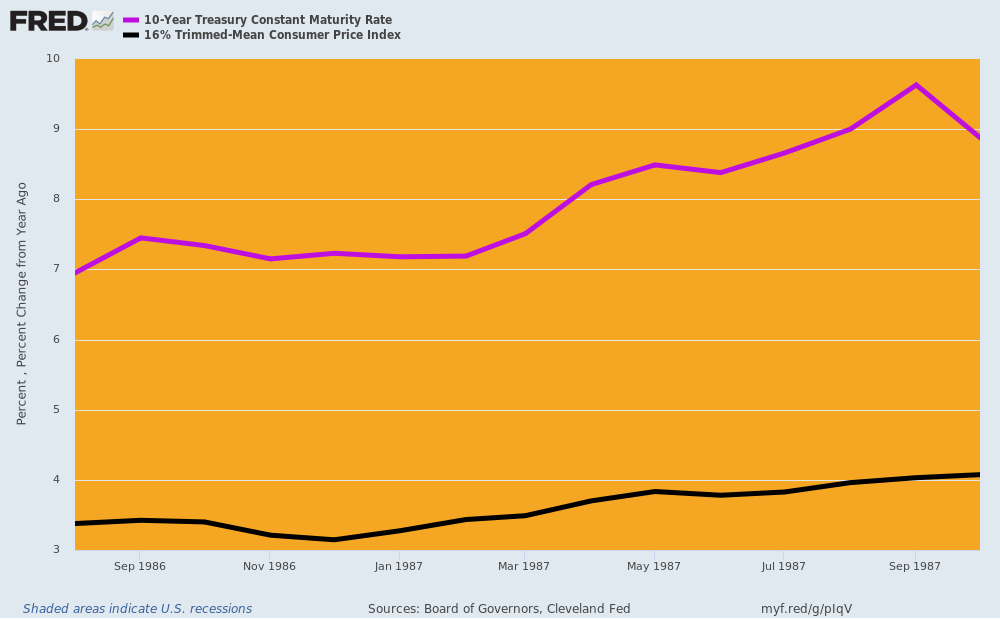 FRED
10-Year Treasury Constant Maturity Rate
16% Trimmed-Mean Consumer Price Index
Percent , Percent Change from Year Ago
10
9
8
7
6
5
4
3
Sep 1986 Nov 1986 Jan 1987 Mar 1987 May 1987 Jul 1987 Sep 1987
Shaded areas indicate U.S. recessions Sources: Board of Governors, Cleveland Fed myf.red/g/pIqV